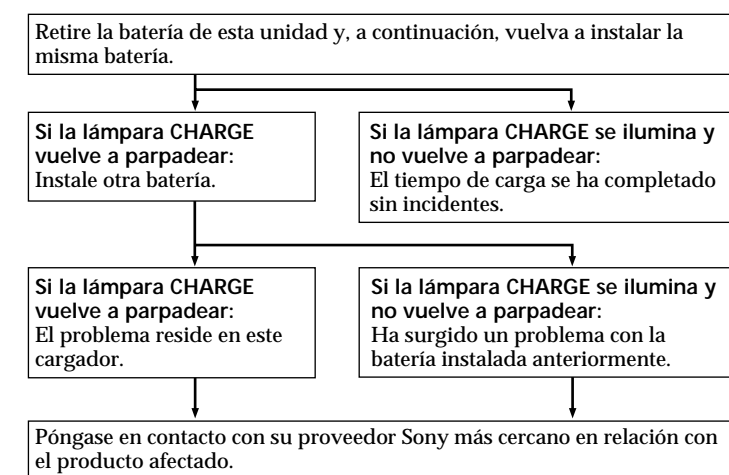 Retire la batería de esta unidad y, a continuación, vuelva a instalar la
misma batería.
Si la lámpara CHARGE
vuelve a parpadear:
Instale otra batería.
Si la lámpara CHARGE se ilumina y
no vuelve a parpadear:
El tiempo de carga se ha completado
sin incidentes.
Si la lámpara CHARGE
vuelve a parpadear:
El problema reside en este
cargador.
Si la lámpara CHARGE se ilumina y
no vuelve a parpadear:
Ha surgido un problema con la
batería instalada anteriormente.
Póngase en contacto con su proveedor Sony más cercano en relación con
el producto afectado.